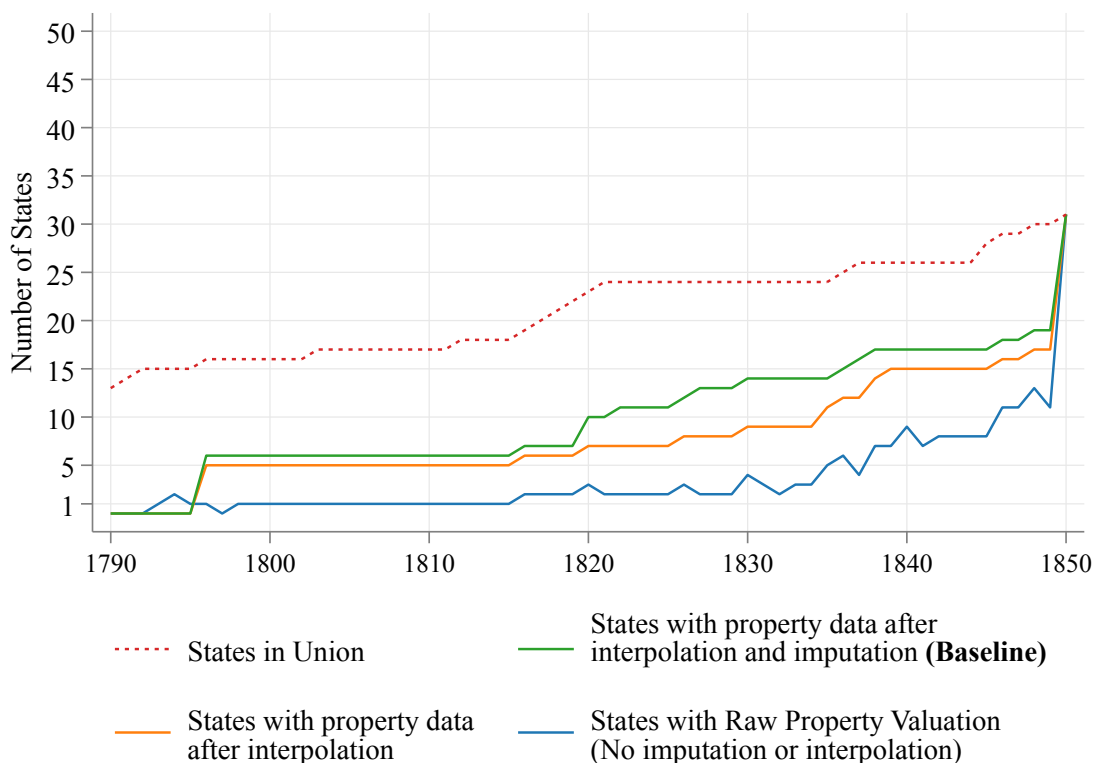 50
45
40
35
30
25
20
15
10
5
1
Number of States
1790
1800
1810
1820
1830
1840
1850
States in Union
States with property data after
interpolation and imputation (Baseline)
States with property data
after interpolation
States with Raw Property Valuation
(No imputation or interpolation)